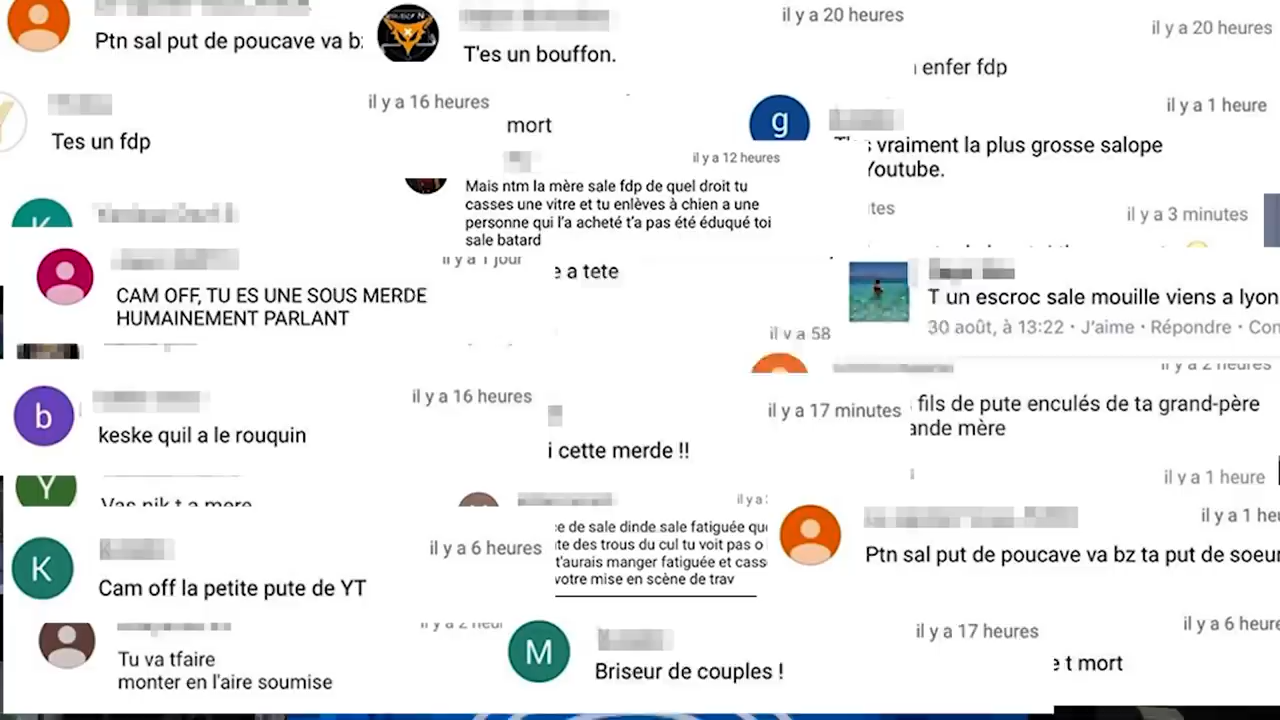 Ptn sal put de poucave va b
T'es un bouffon.
il y a 20 heures
il y a 20 heures
enfer fdp
il y a 16 heures
Tes un fdp
mort
g
il y a 1 heure
vraiment la plus grosse salope
Youtube.
il y a 12 heures
Mais ntm la mère sale fdp de quel droit tu
casses une vitre et tu enlèves à chien a une
personne qui l'a acheté t'a pas été éduqué toi
sale batard
utes
il y a 3 minutes
K
il y a 1 jour
e a tete
CAM OFF, TU ES UNE SOUS MERDE
HUMAINEMENT PARLANT
T un escroc sale mouille viens a lyon
30 août, à 13:22 · J'aime · Répondre · Con
il y a 58
il y a 2 heures
b
il y a 16 heures
keske quil a le rouquin
il y a 17 minutes
fils de pute enculés de ta grand-père
ande mère
i cette merde !!
il y a 1 heure
Y
Vas nik t a mere
il y a
ce de sale dinde sale fatiguée que
te des trous du cul tu voit pas o
t'aurais manger fatiguée et cass
votre mise en scène de trav
il y a 1 he
Ptn sal put de poucave va bz ta put de soeu
K
il y a 6 heures
Cam off la petite pute de YT
il y a 2 heur
Tu va tfaire
monter en l'aire soumise
M
Briseur de couples !
il y a 17 heures
il y a 6 heure
e t mort